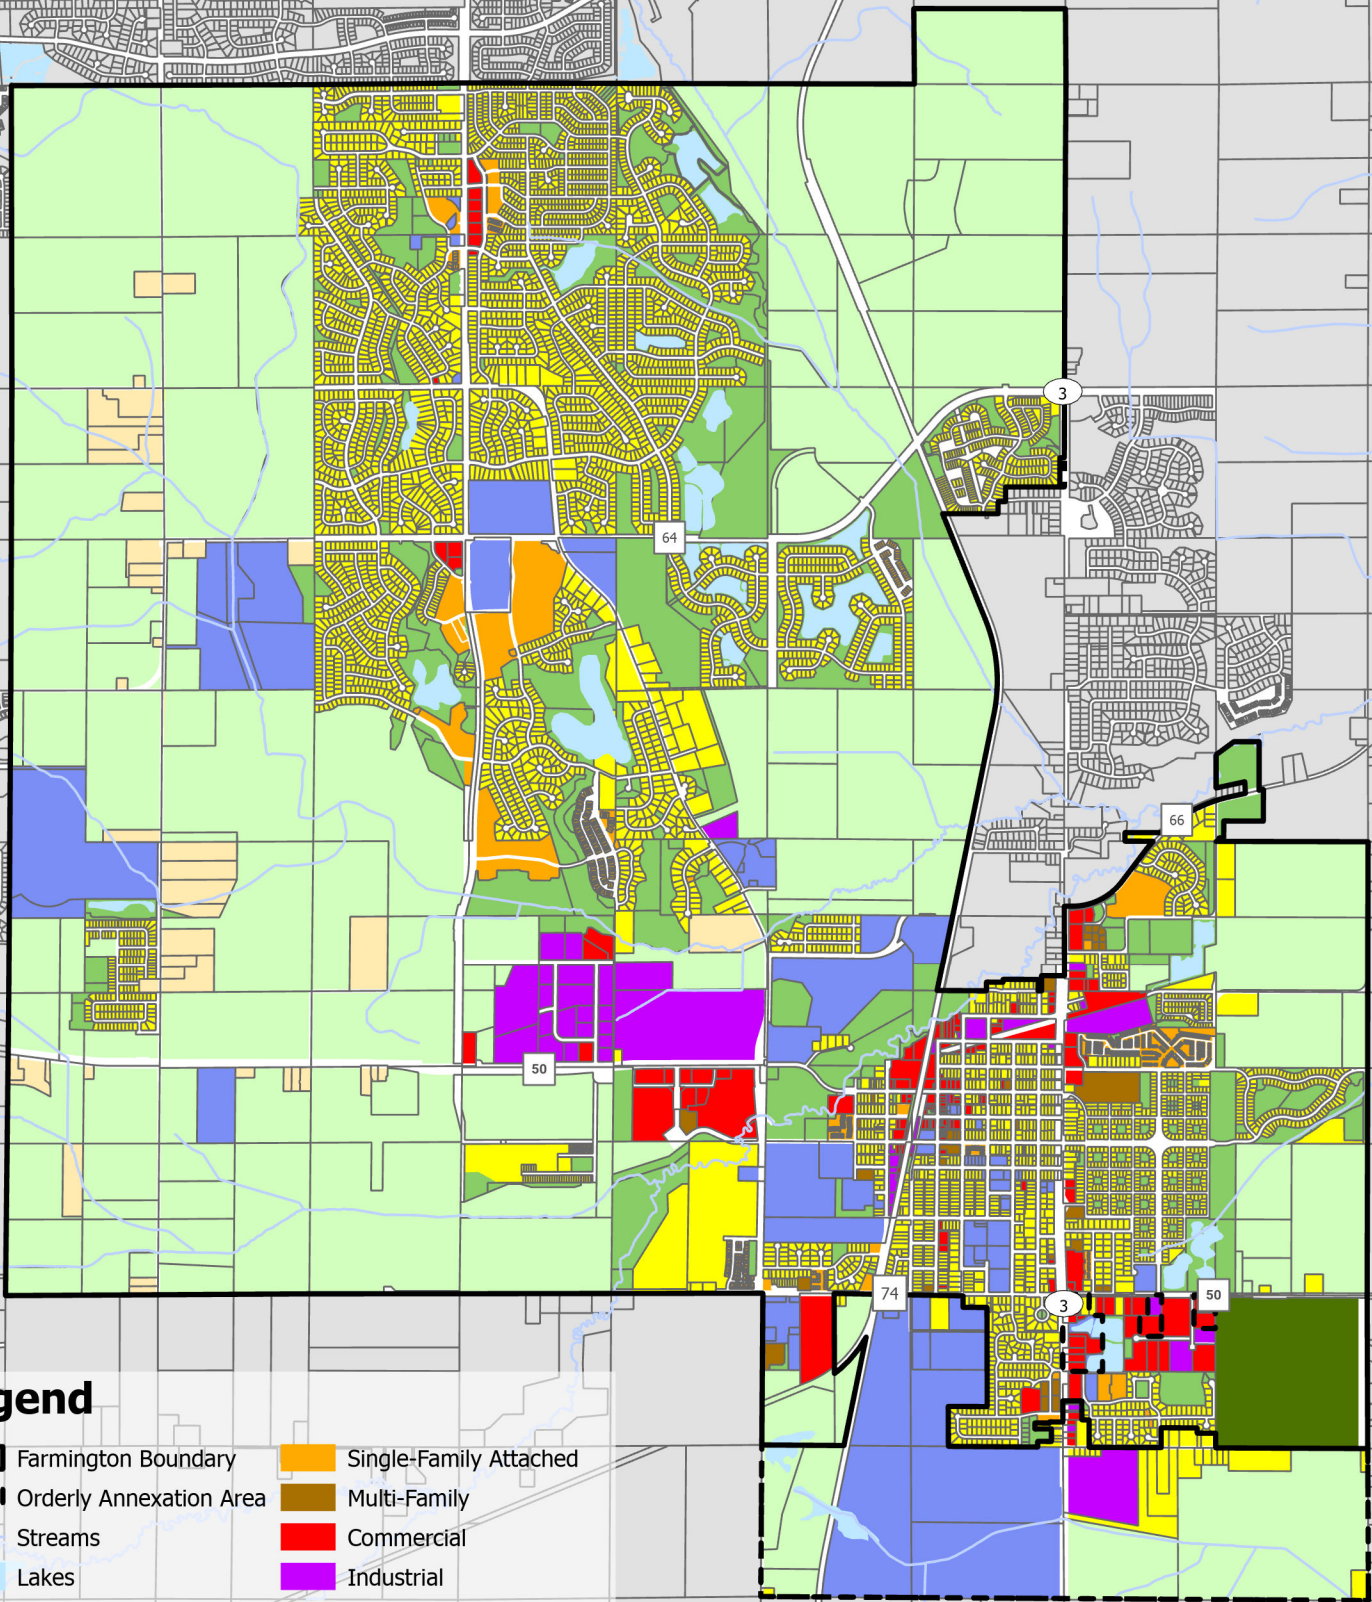 3
64
66
50
74
3
50
gend
Farmington Boundary
Single-Family Attached
Orderly Annexation Area
Multi-Family
Streams
Commercial
Lakes
Industrial